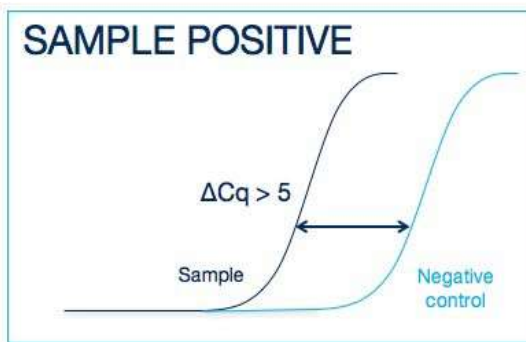 SAMPLE POSITIVE
ΔCq > 5
Sample
Negative
control